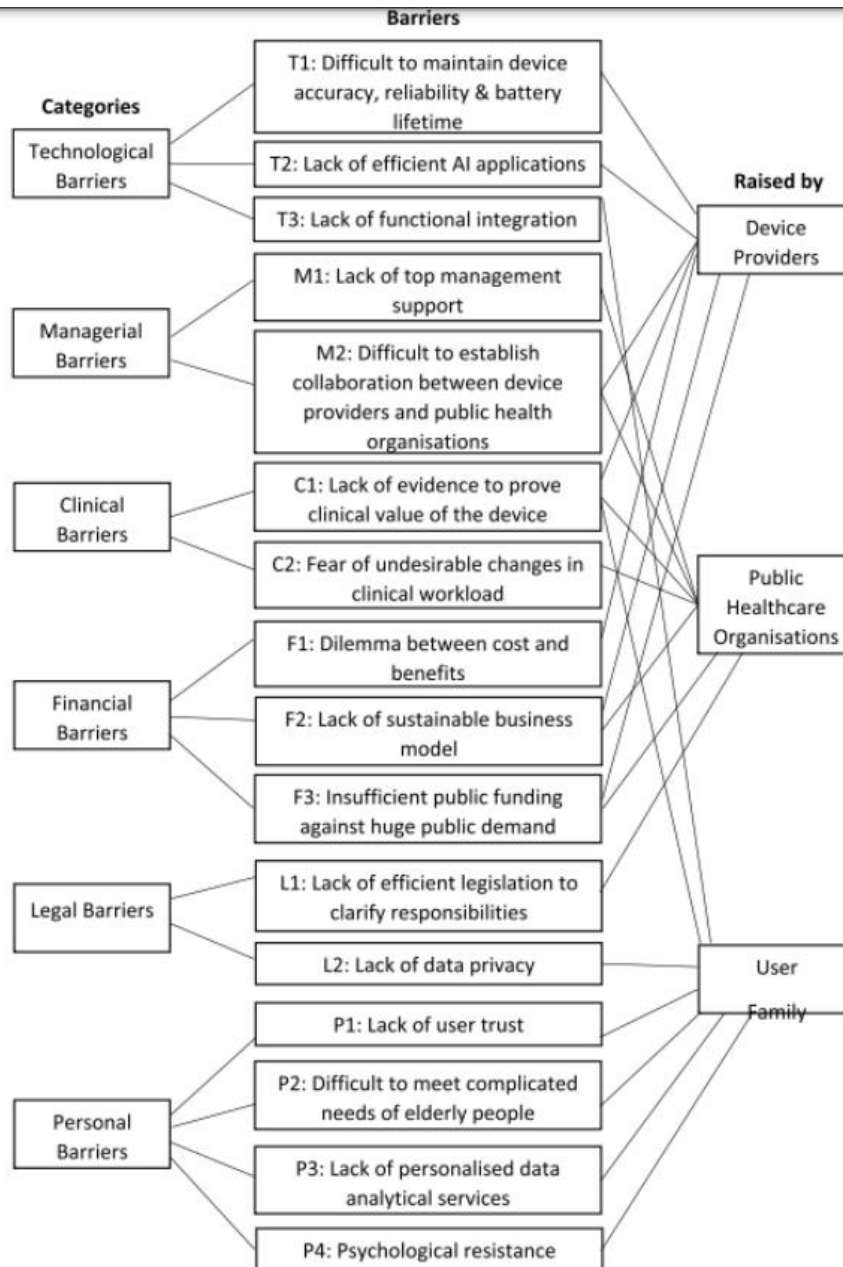 Barriers
T1: Difficult to maintain device
accuracy, reliability & battery
lifetime
Categories
Technological
Barriers
T2: Lack of efficient AI applications
Raised by
T3: Lack of functional integration
Device
Providers
M1: Lack of top management
support
Managerial
Barriers
M2: Difficult to establish
collaboration between device
providers and public health
organisations
Clinical
Barriers
C1: Lack of evidence to prove
clinical value of the device
C2: Fear of undesirable changes in
clinical workload
Public
Healthcare
Organisations
F1: Dilemma between cost and
benefits
Financial
Barriers
F2: Lack of sustainable business
model
F3: Insufficient public funding
against huge public demand
Legal Barriers
L1: Lack of efficient legislation to
clarify responsibilities
L2: Lack of data privacy
User
Family
P1: Lack of user trust
P2: Difficult to meet complicated
needs of elderly people
Personal
Barriers
P3: Lack of personalised data
analytical services
P4: Psychological resistance